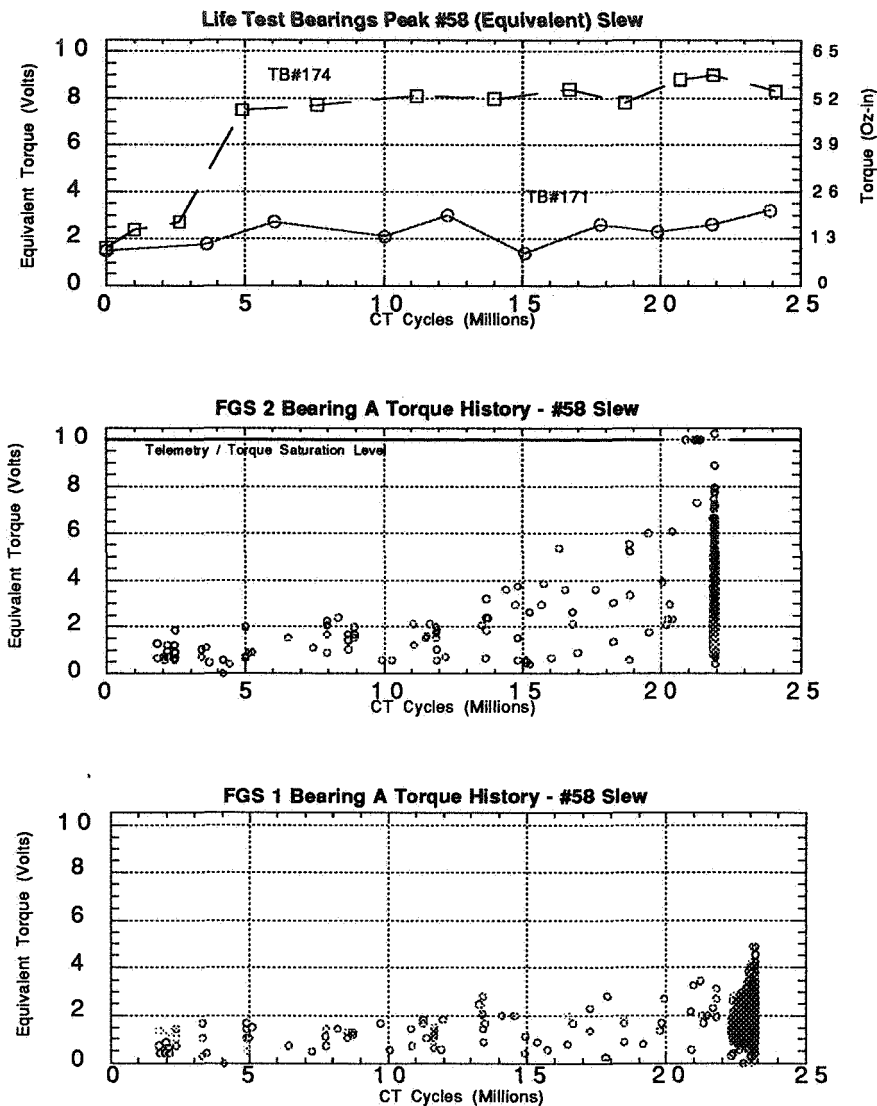 Life Test Bearings Peak #58 (Equivalent) Slew
Equivalent Torque (Volts)
10
8
6
4
2
0
TB#174
TB#171
65
52
39
26
13
0
Torque (Oz-in)
0 5 10 15 20 25
CT Cycles (Millions)
FGS 2 Bearing A Torque History - #58 Slew
Equivalent Torque (Volts)
10
8
6
4
2
0
Telemetry / Torque Saturation Level
0 5 10 15 20 25
CT Cycles (Millions)
FGS 1 Bearing A Torque History - #58 Slew
Equivalent Torque (Volts)
10
8
6
4
2
0
0 5 10 15 20 25
CT Cycles (Millions)